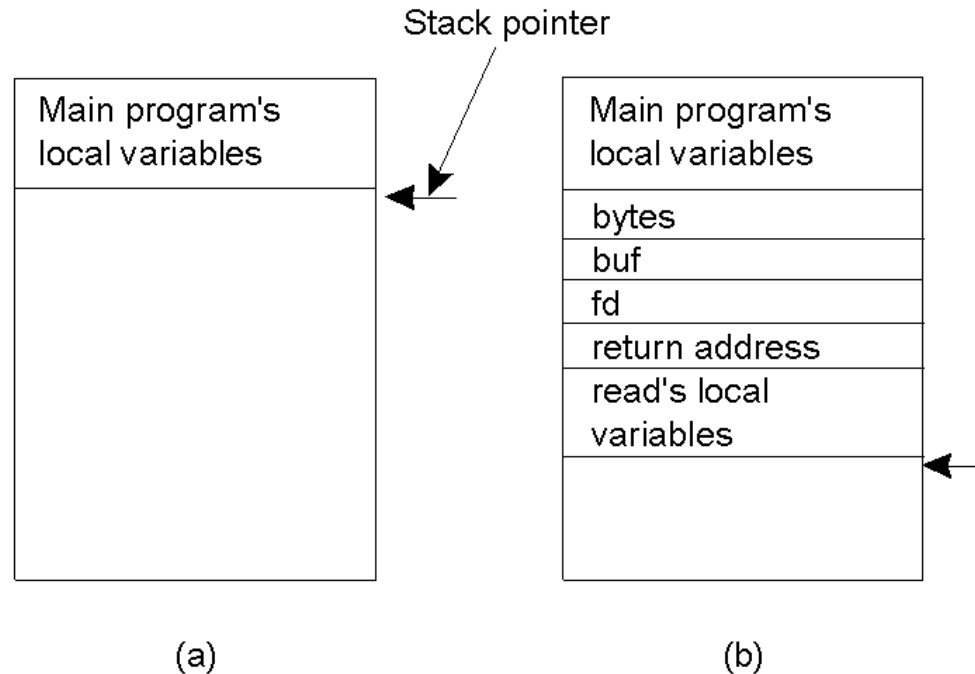 Stack pointer
Main program's
local variables
(a)
Main program's
local variables
bytes
buf
fd
return address
read's local
variables
(b)